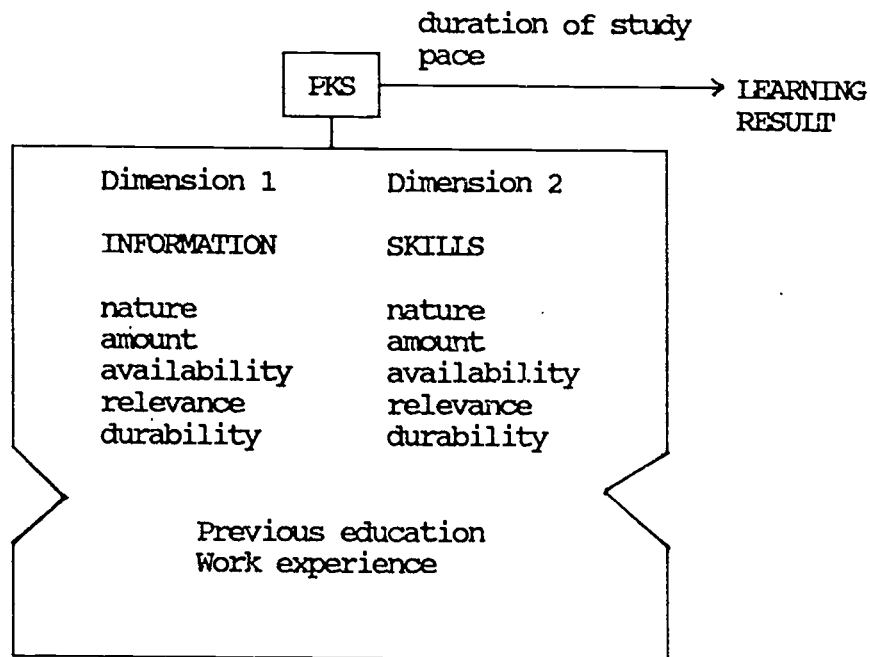 duration of study
pace
PKS
LEARNING
RESULT
Dimension 1 Dimension 2
INFORMATION SKILLS
nature nature
amount amount
availability availability
relevance relevance
durability durability
Previous education
Work experience